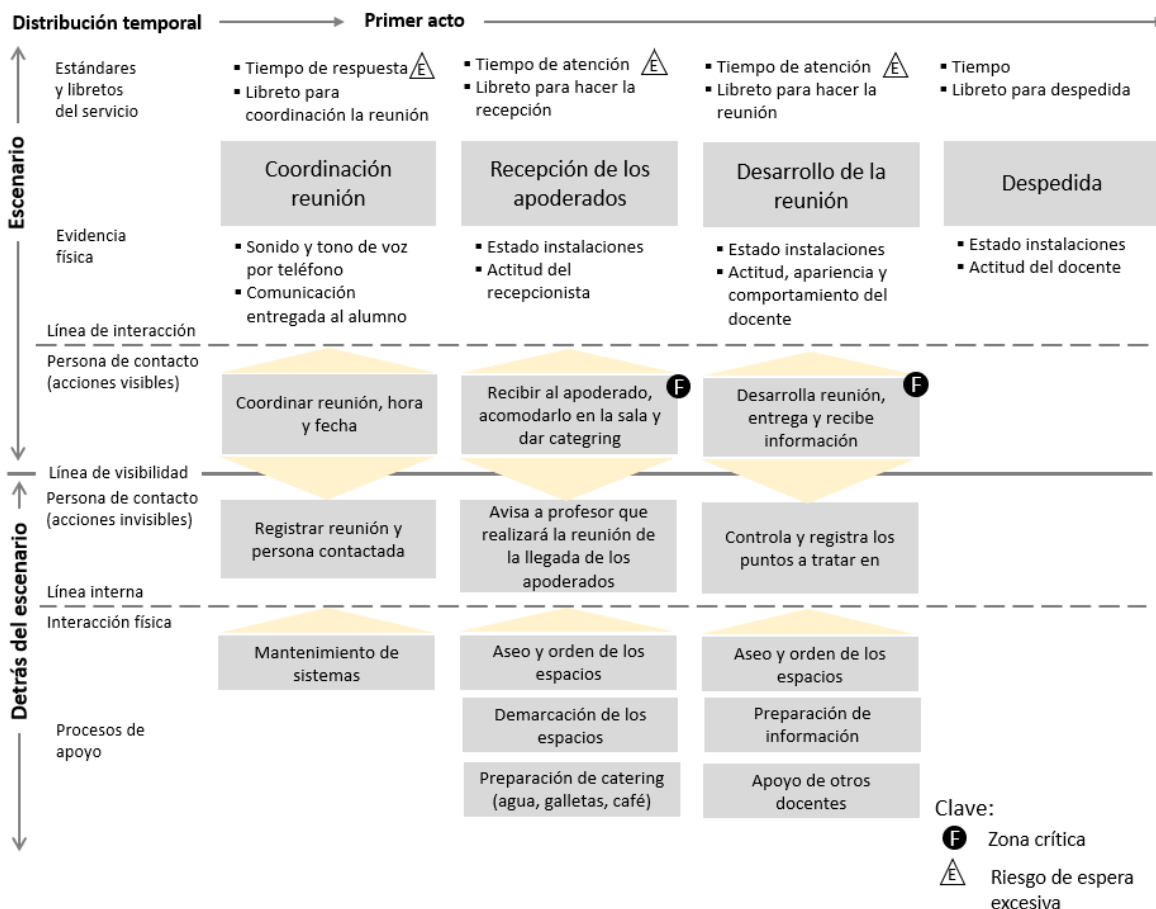 Distribución temporal
Primer acto
Escenario
Estándares
y libretos
del servicio
▪ Tiempo de respuesta E
▪ Libreto para
coordinación la reunión
▪ Tiempo de atención E
▪ Libreto para hacer la
recepción
▪ Tiempo de atención E
▪ Libreto para hacer la
reunión
▪ Tiempo
▪ Libreto para despedida
Coordinación
reunión
Recepción de los
apoderados
Desarrollo de la
reunión
Despedida
Evidencia
física
▪ Sonido y tono de voz
por teléfono
▪ Comunicación
entregada al alumno
▪ Estado instalaciones
▪ Actitud del
recepcionista
▪ Estado instalaciones
▪ Actitud, apariencia y
comportamiento del
docente
▪ Estado instalaciones
▪ Actitud del docente
Línea de interacción
Persona de contacto
(acciones visibles)
Coordinar reunión, hora
y fecha
F
Recibir al apoderado,
acomodarlo en la sala y
dar categring
F
Desarrolla reunión,
entrega y recibe
información
Línea de visibilidad
Detrás del escenario
Persona de contacto
(acciones invisibles)
Registrar reunión y
persona contactada
Avisa a profesor que
realizará la reunión de
la llegada de los
apoderados
Controla y registra los
puntos a tratar en
Línea interna
Interacción física
Mantenimiento de
sistemas
Aseo y orden de los
espacios
Aseo y orden de los
espacios
Procesos de
apoyo
Demarcación de los
espacios
Preparación de
información
Preparación de catering
(agua, galletas, café)
Apoyo de otros
docentes
Clave:
F Zona crítica
E Riesgo de espera
excesiva